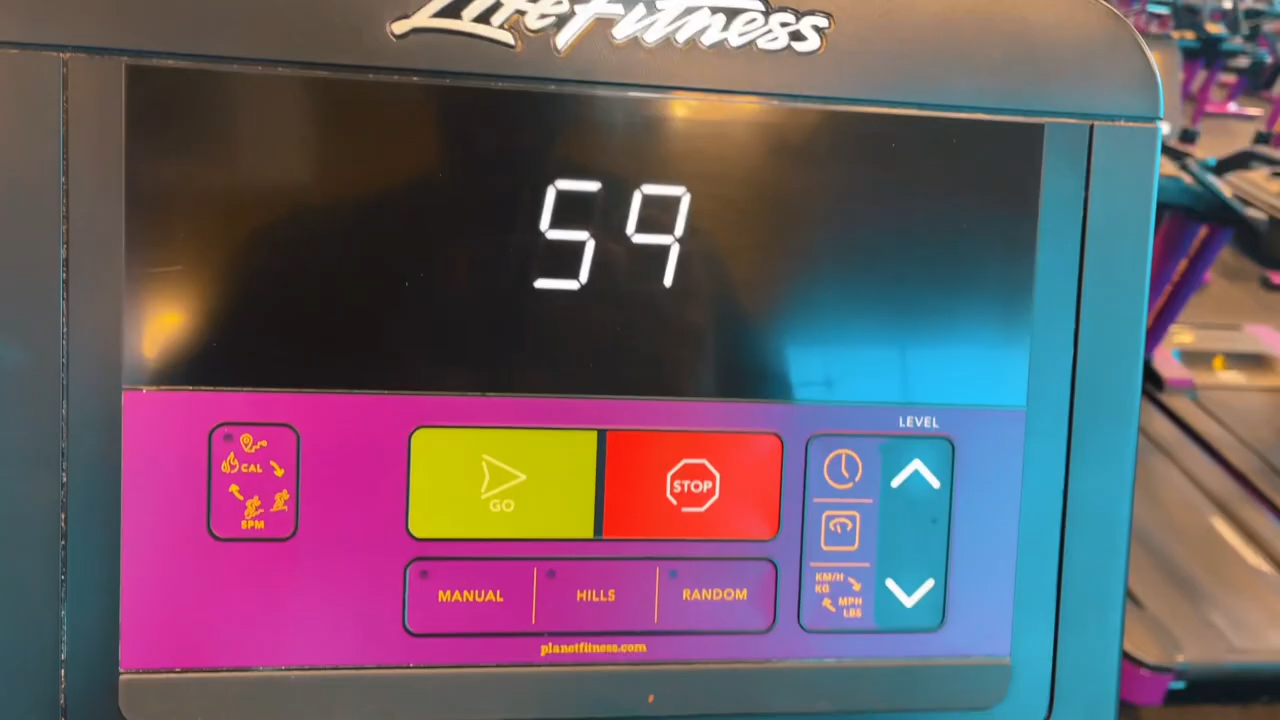 LifeFitness
59
LEVEL
CAL
SPM
GO
STOP
KM/H
KG
MPH
LBS
MANUAL
HILLS
RANDOM
planetfitness.com